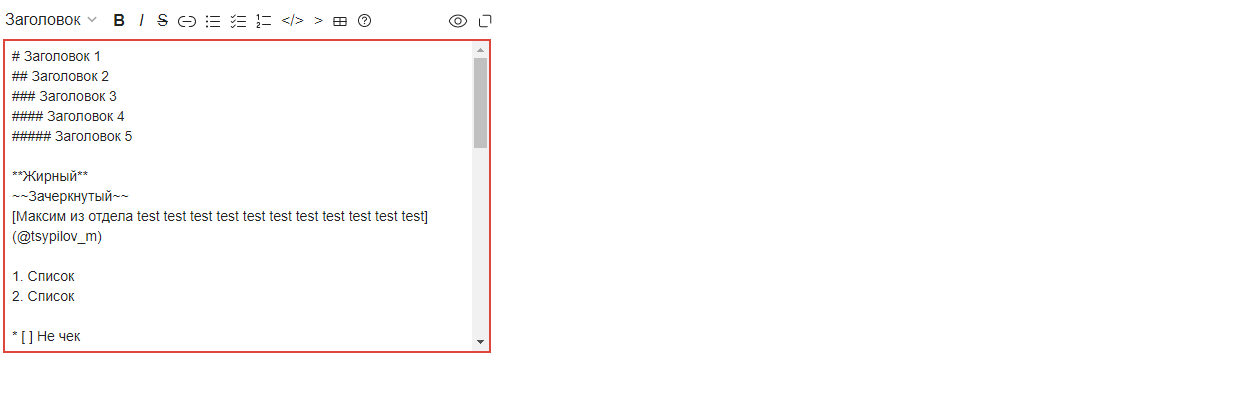 Заголовок B I S </> >
# Заголовок 1
## Заголовок 2
### Заголовок 3
#### Заголовок 4
##### Заголовок 5
**Жирный**
~~Зачеркнутый~~
[Максим из отдела test test test test test test test test test test test]
(@tsypilov_m)
1. Список
2. Список
* [ ] Не чек